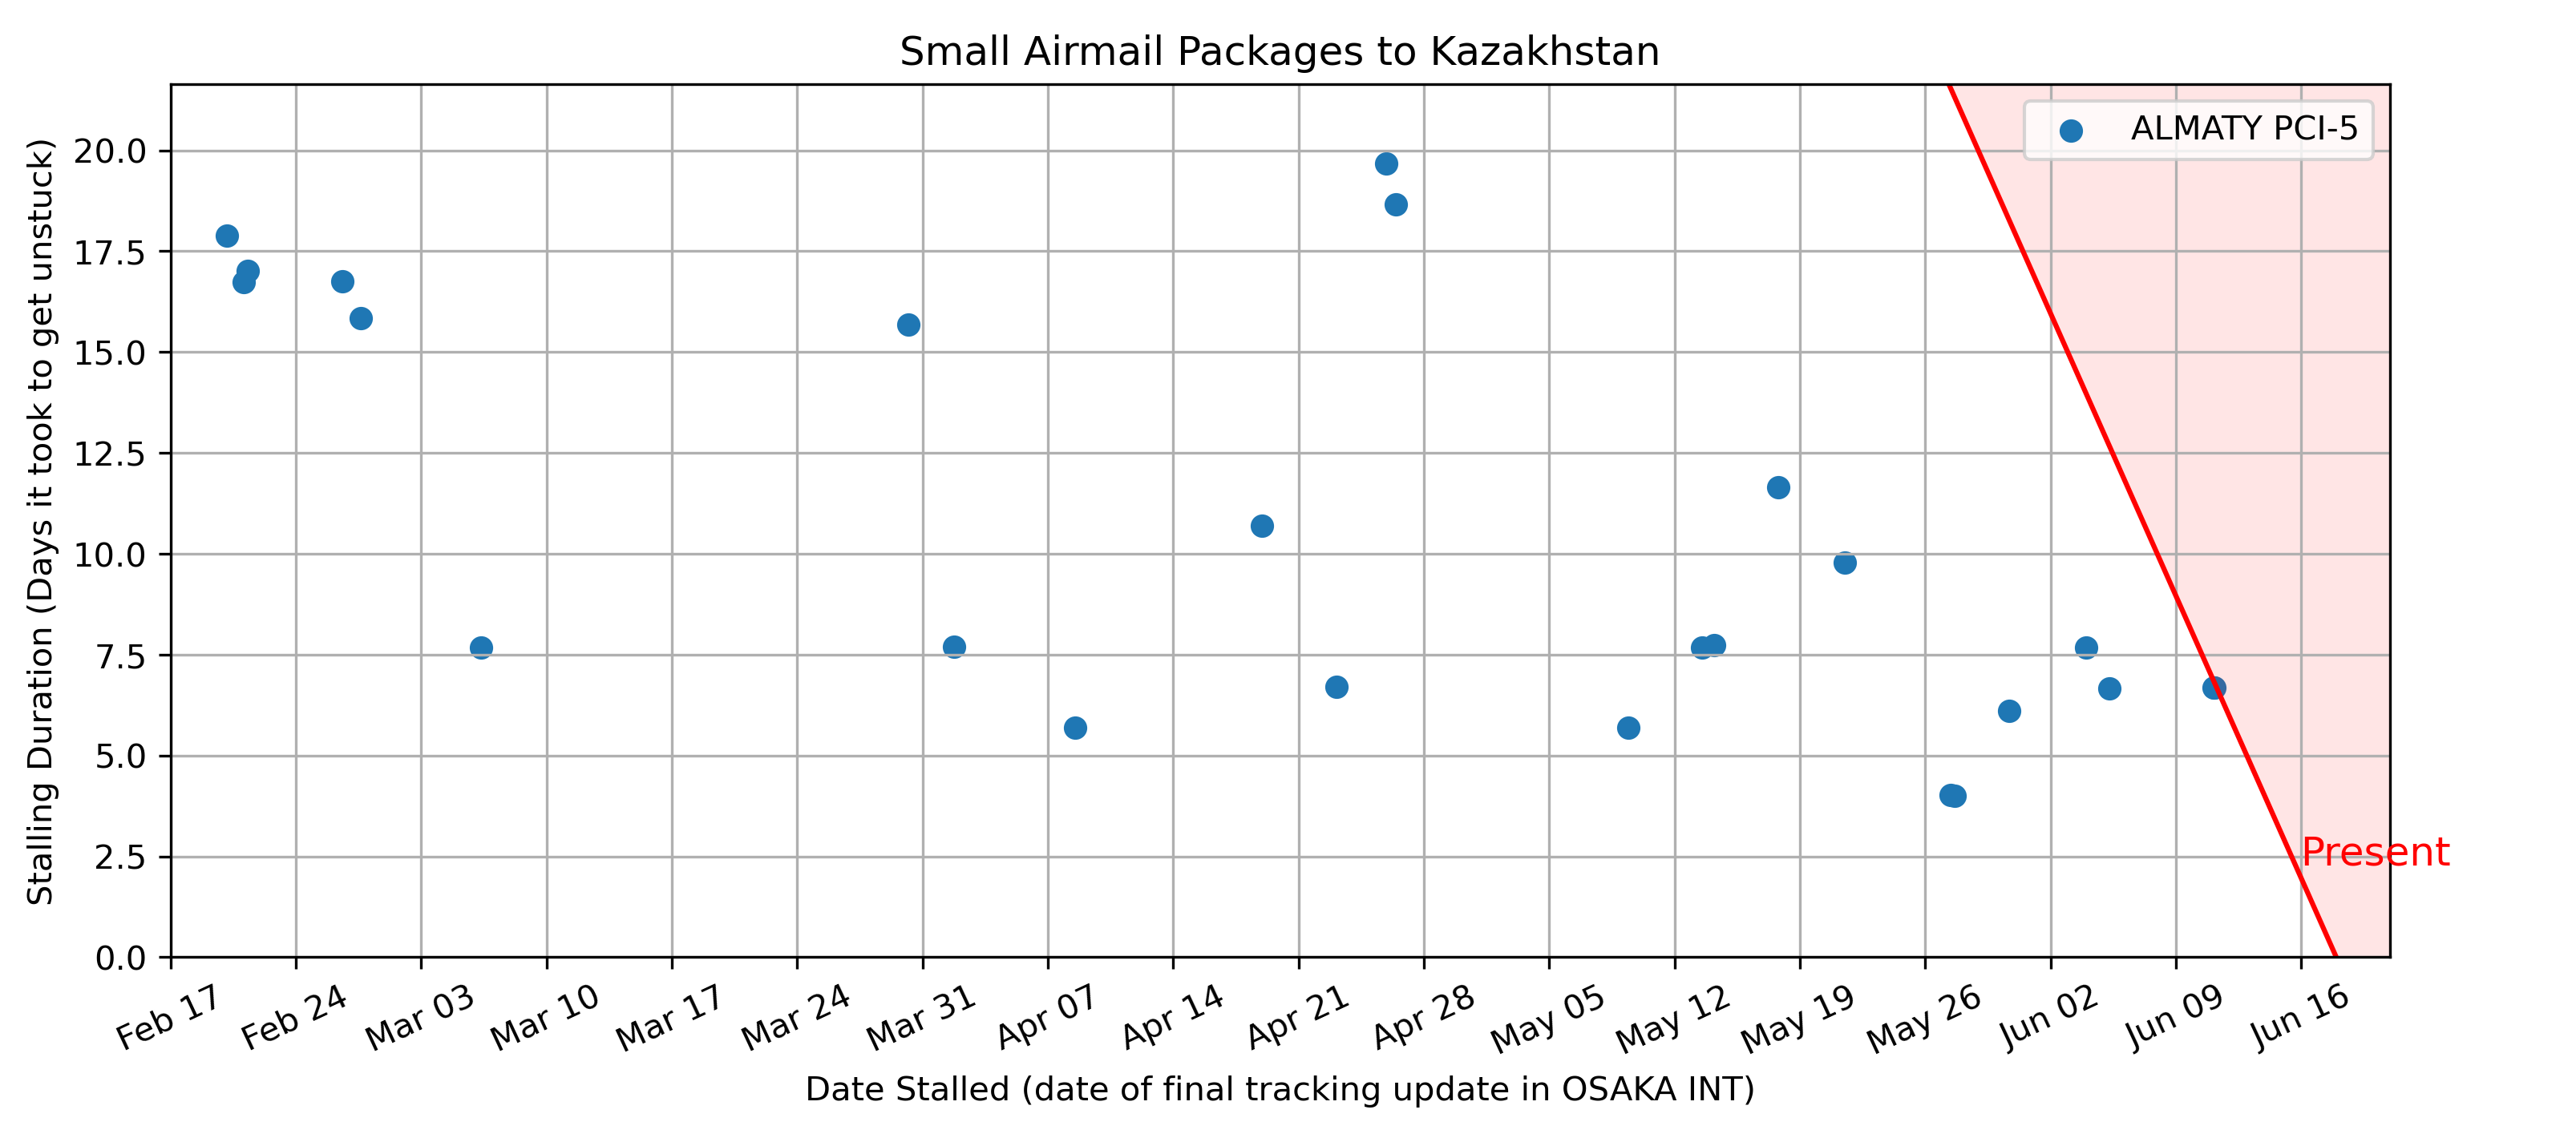 Small Airmail Packages to Kazakhstan
ALMATY PCI-5
Stalling Duration (Days it took to get unstuck)
20.0
17.5
15.0
12.5
10.0
7.5
5.0
2.5
0.0
Present
Feb 17
Feb 24
Mar 03
Mar 10
Mar 17
Mar 24
Mar 31
Apr 07
Apr 14
Apr 21
Apr 28
May 05
May 12
May 19
May 26
Jun 02
Jun 09
Jun 16
Date Stalled (date of final tracking update in OSAKA INT)